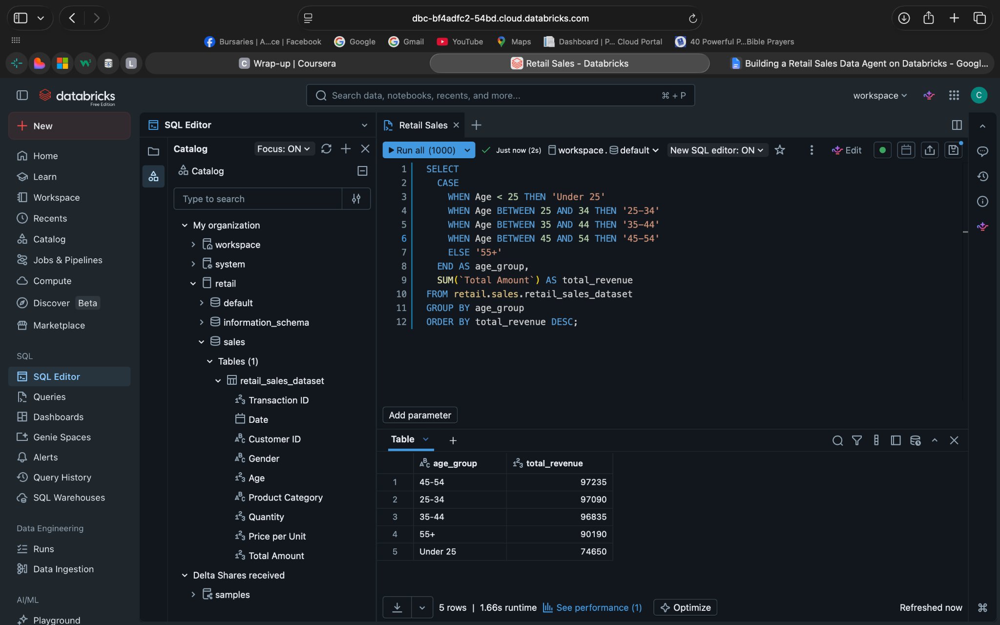 dbc-bf4adfc2-54bd.cloud.databricks.com
Bursaries | A...ce | Facebook
Google
Gmail
YouTube
Maps
Dashboard | P... Cloud Portal
40 Powerful P...Bible Prayers
L
C Wrap-up | Coursera
Retail Sales - Databricks
Building a Retail Sales Data Agent on Databricks - Googl...
databricks
Free Edition
Search data, notebooks, recents, and more...
⌘ + P
workspace
C
New
Home
Learn
Workspace
Recents
Catalog
Jobs & Pipelines
Compute
Discover Beta
Marketplace
SQL
SQL Editor
Queries
Dashboards
Genie Spaces
Alerts
Query History
SQL Warehouses
Data Engineering
Runs
Data Ingestion
AI/ML
Playground
SQL Editor
Catalog
Focus: ON
Catalog
Type to search
My organization
workspace
system
retail
default
information_schema
sales
Tables (1)
retail_sales_dataset
Transaction ID
Date
Customer ID
Gender
Age
Product Category
Quantity
Price per Unit
Total Amount
Delta Shares received
samples
Retail Sales
Run all (1000)
Just now (2s)
workspace. default
New SQL editor: ON
Edit
1 SELECT
2 CASE
3 WHEN Age < 25 THEN 'Under 25'
4 WHEN Age BETWEEN 25 AND 34 THEN '25-34'
5 WHEN Age BETWEEN 35 AND 44 THEN '35-44'
6 WHEN Age BETWEEN 45 AND 54 THEN '45-54'
7 ELSE '55+'
8 END AS age_group,
9 SUM(`Total Amount`) AS total_revenue
10 FROM retail.sales.retail_sales_dataset
11 GROUP BY age_group
12 ORDER BY total_revenue DESC;
Add parameter
Table
age_group total_revenue
1 45-54 97235
2 25-34 97090
3 35-44 96835
4 55+ 90190
5 Under 25 74650
5 rows | 1.66s runtime
See performance (1)
Optimize
Refreshed now